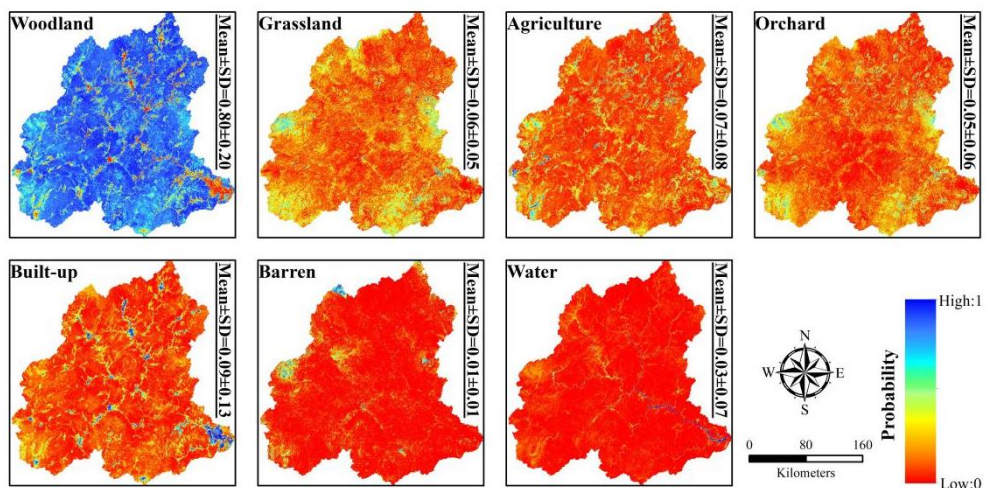 Woodland
Mean±SD=0.80±0.20
Grassland
Mean±SD=0.06±0.05
Agriculture
Mean±SD=0.07±0.08
Orchard
Mean±SD=0.05±0.06
Built-up
Mean±SD=0.09±0.13
Barren
Mean±SD=0.01±0.01
Water
Mean±SD=0.03±0.07
N
W E
S
0 80 160
Kilometers
Probability
High:1
Low:0